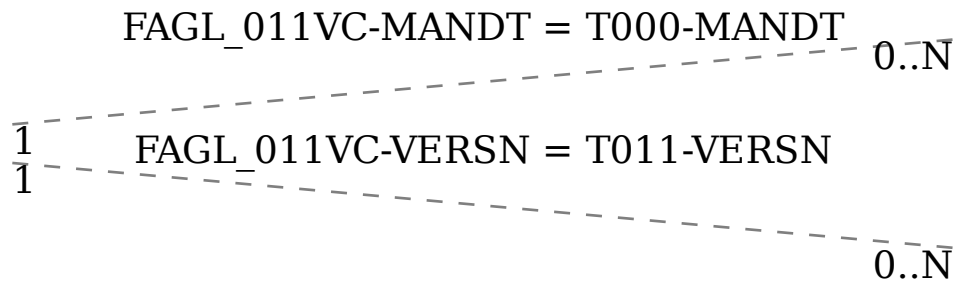 FAGL_011VC-MANDT = T000-MANDT
0..N
1
FAGL_011VC-VERSN = T011-VERSN
1
0..N